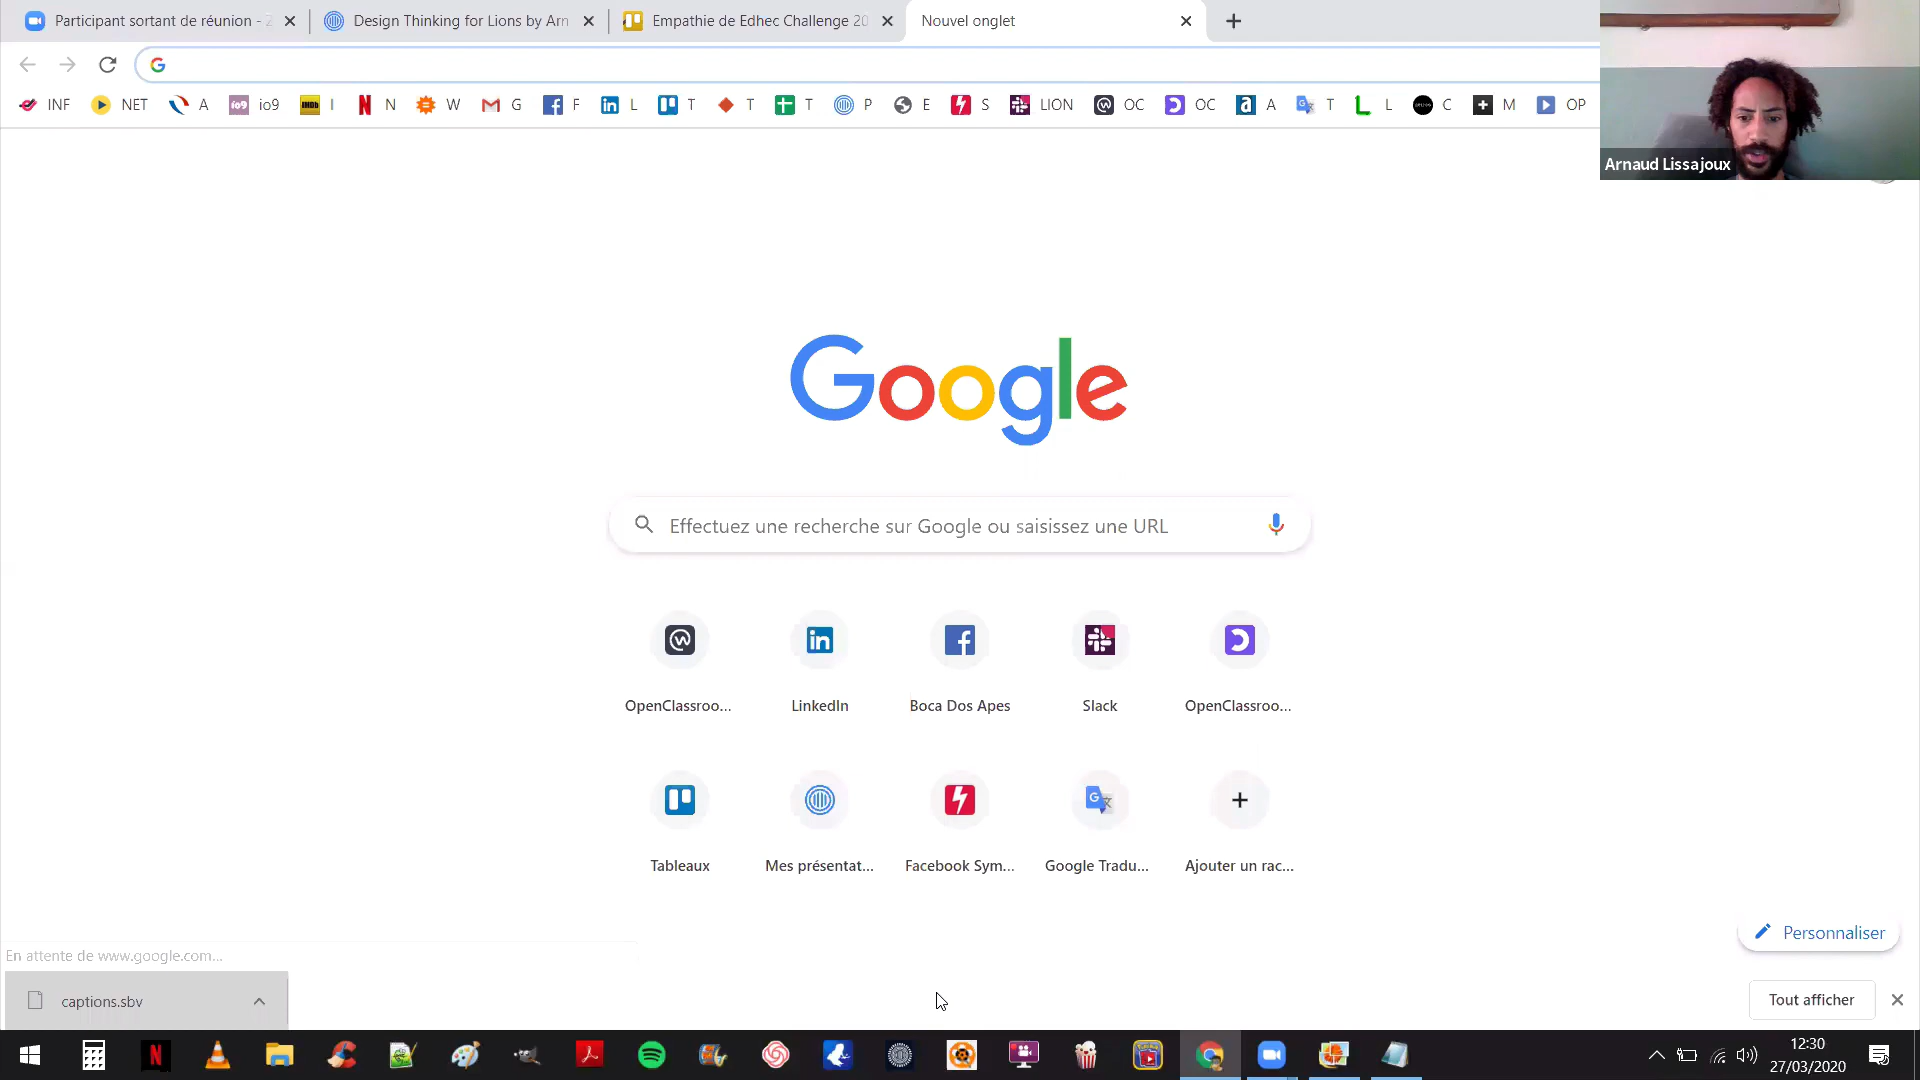 Participant sortant de réunion - Z
Design Thinking for Lions by Arn
Empathie de Edhec Challenge 20
Nouvel onglet
INF NET A io9 I N W G F L T T T P E S LION OC OC A T L C M OP
Arnaud Lissajoux
Google
Effectuez une recherche sur Google ou saisissez une URL
OpenClassroo... LinkedIn Boca Dos Apes Slack OpenClassroo...
Tableaux Mes présentat... Facebook Sym... Google Tradu... Ajouter un rac...
Personnaliser
En attente de www.google.com...
captions.sbv
Tout afficher
12:30
27/03/2020